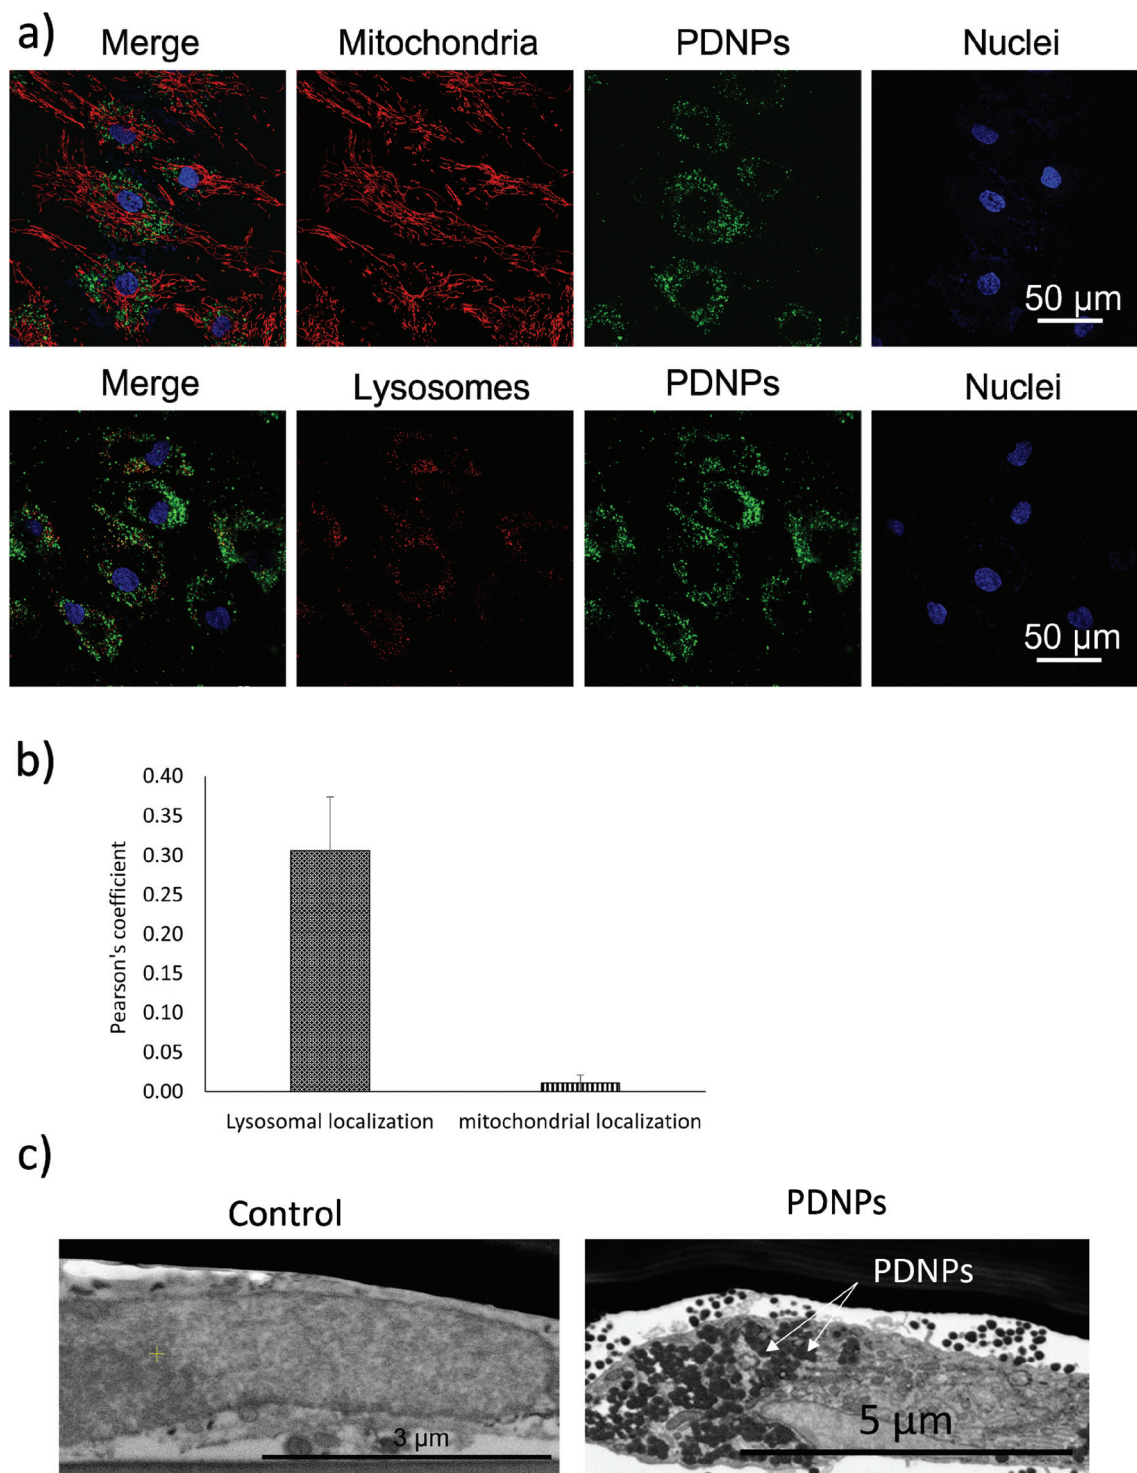 a)
Merge Mitochondria PDNPs Nuclei
50 µm
Merge Lysosomes PDNPs Nuclei
50 µm
b)
Pearson's coefficient
0.40
0.35
0.30
0.25
0.20
0.15
0.10
0.05
0.00
Lysosomal localization mitochondrial localization
c)
Control PDNPs
PDNPs
3 µm
5 µm